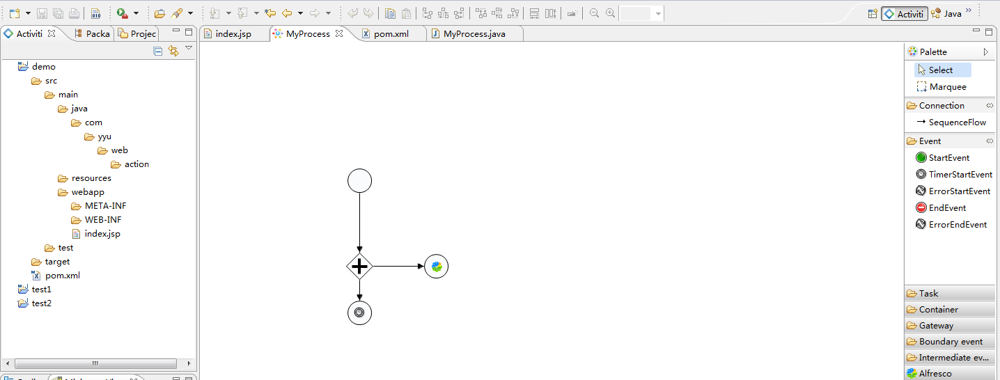 Activiti
Java
Activiti
Packa
Projec
index.jsp
MyProcess
pom.xml
MyProcess.java
demo
src
main
java
com
yyu
web
action
resources
webapp
META-INF
WEB-INF
index.jsp
test
target
pom.xml
test1
test2
Palette
Select
Marquee
Connection
SequenceFlow
Event
StartEvent
TimerStartEvent
ErrorStartEvent
EndEvent
ErrorEndEvent
Task
Container
Gateway
Boundary event
Intermediate ev...
Alfresco